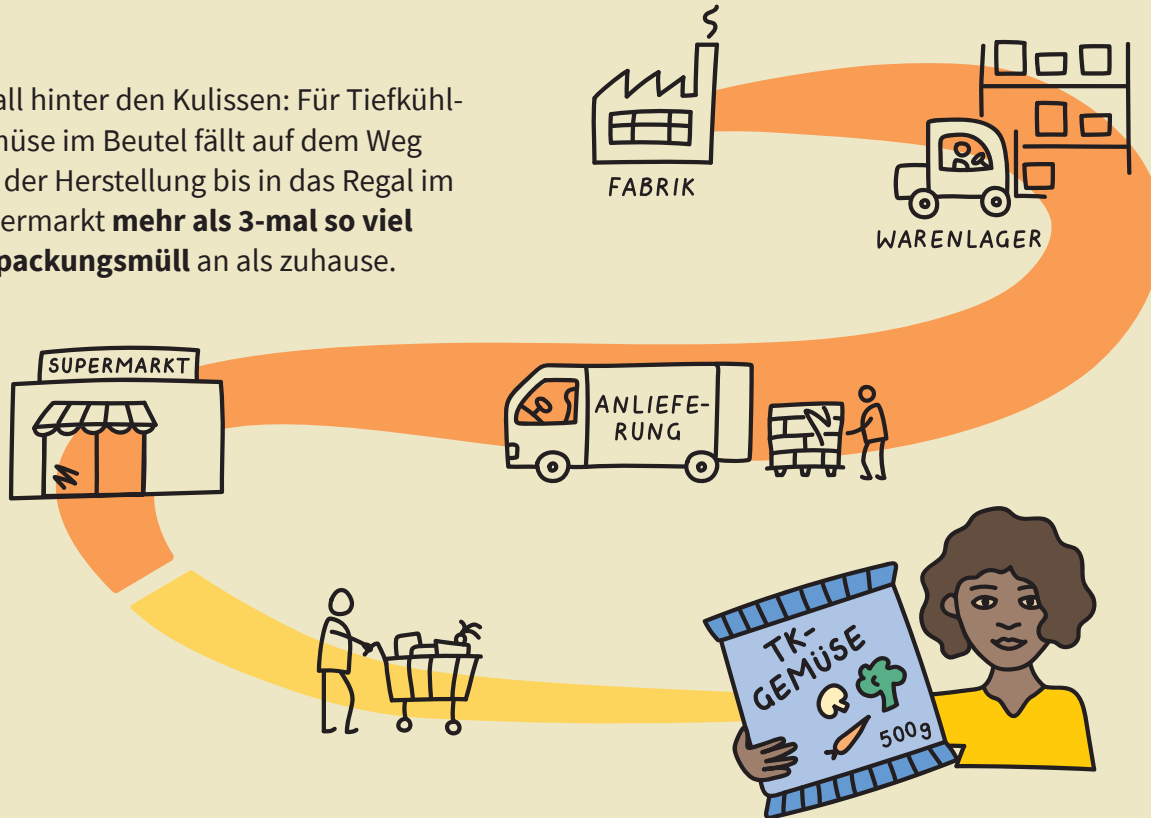 all hinter den Kulissen: Für Tiefkühl-
müse im Beutel fällt auf dem Weg
der Herstellung bis in das Regal im
ermarkt mehr als 3-mal so viel
packungsmüll an als zuhause.
FABRIK
WARENLAGER
SUPERMARKT
ANLIEFE-
RUNG
TK-
GEMÜSE
500g